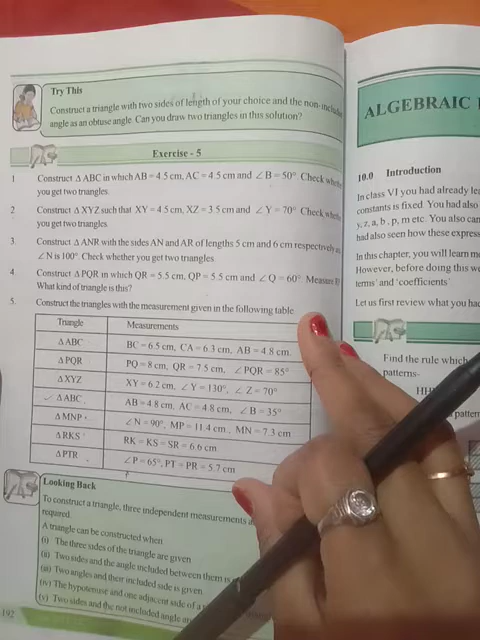 Try This
Construct a triangle with two sides of length of your choice and the non-included
angle as an obtuse angle. Can you draw two triangles in this solution?
Exercise - 5
1 Construct Δ ABC in which AB = 4.5 cm, AC = 4.5 cm and ∠B = 50°. Check
you get two triangles.
2 Construct Δ XYZ such that XY = 4.5 cm, XZ = 3.5 cm and ∠Y = 70° Check
you get two triangles
3. Construct Δ ANR with the sides AN and AR of lengths 5 cm and 6 cm respectively
∠N is 100° Check whether you get two triangles.
4 Construct Δ PQR in which QR = 5.5 cm, QP = 5.5 cm and ∠Q = 60° Measure
What kind of triangle is this?
5. Construct the triangles with the measurement given in the following table
Triangle Measurements
Δ ABC BC = 6.5 cm, CA = 6.3 cm, AB = 4.8 cm.
Δ PQR PQ = 8 cm, QR = 7.5 cm, ∠PQR = 85°
Δ XYZ XY = 6.2 cm, ∠Y = 130°, ∠Z = 70°
Δ ABC AB = 4.8 cm, AC = 4.8 cm, ∠B = 35°
Δ MNP ∠N = 90°, MP = 11.4 cm, MN = 7.3 cm
Δ RKS RK = KS = SR = 6.6 cm
Δ PTR ∠P = 65°, PT = PR = 5.7 cm
Looking Back
To construct a triangle, three independent measurements
required.
A triangle can be constructed when
(i) The three sides of the triangle are given
(ii) Two sides and the angle included between them is
(iii) Two angles and their included side is given
(iv) The hypotenuse and one adjacent side of a
(v) Two sides and the not included angle
192
ALGEBRAIC
10.0 Introduction
In class VI you had already
constants is fixed. You had also
y, z, a, b, p, m etc. You also
had also seen how these
In this chapter, you will learn
However, before doing this
terms' and 'coefficients'
Let us first review what you
Find the rule which
patterns-